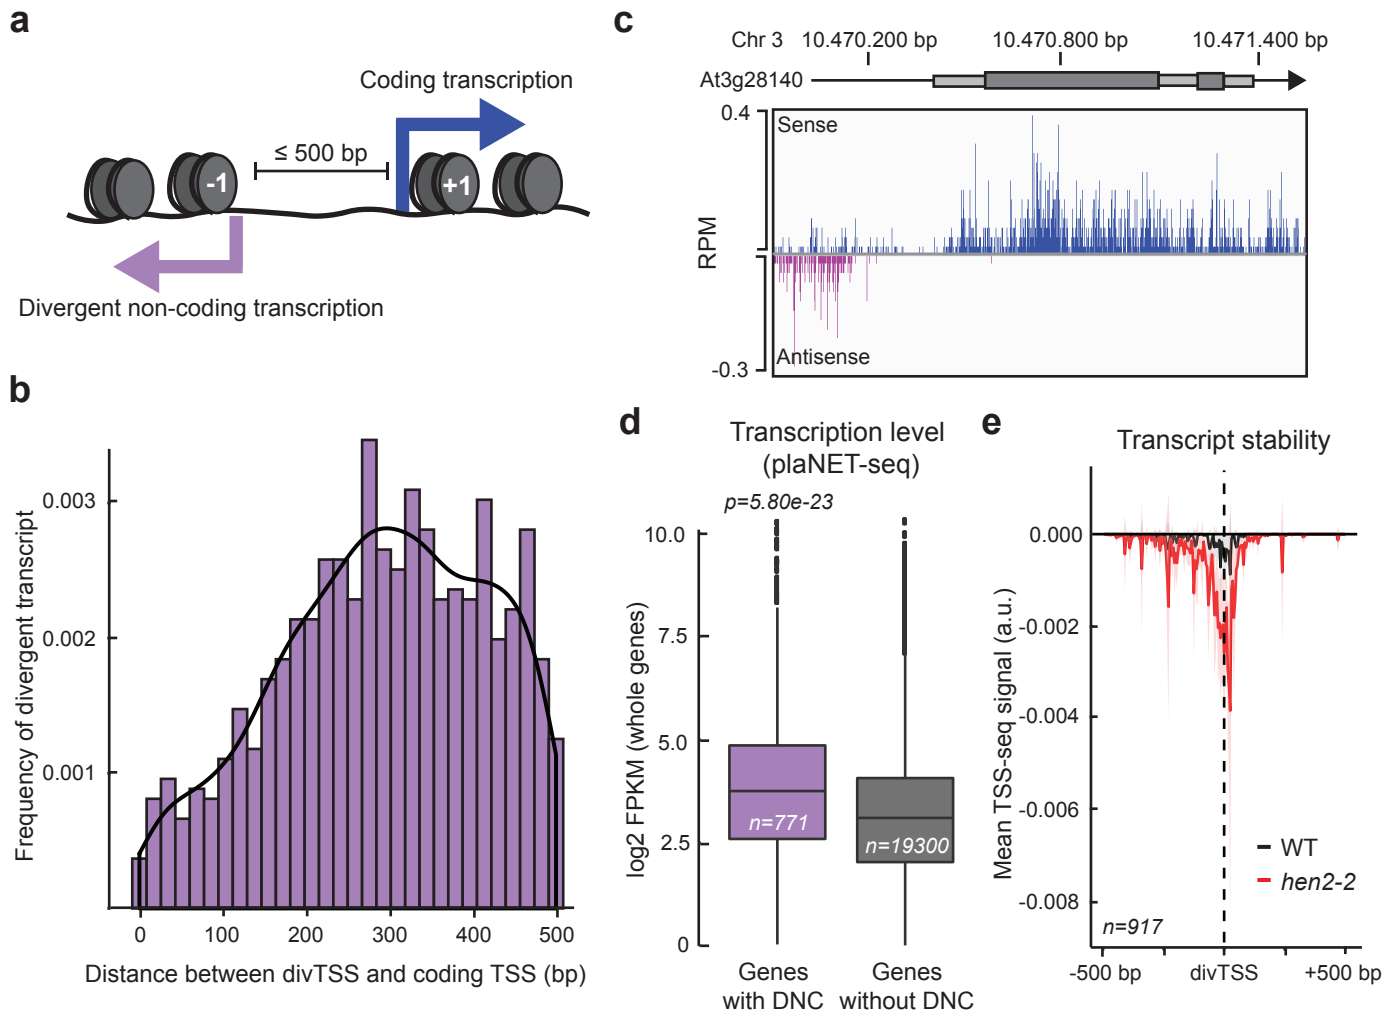 a
Coding transcription
≤ 500 bp
-1
+1
Divergent non-coding transcription
b
Frequency of divergent transcript
0.003
0.002
0.001
0
100
200
300
400
500
Distance between divTSS and coding TSS (bp)
c
Chr 3
10.470.200 bp
10.470.800 bp
10.471.400 bp
At3g28140
RPM
0.4
-0.3
Sense
Antisense
d
Transcription level
(plaNET-seq)
p=5.80e-23
log2 FPKM (whole genes)
10.0
7.5
5.0
2.5
0
n=771
n=19300
Genes
with DNC
Genes
without DNC
e
Transcript stability
Mean TSS-seq signal (a.u.)
0.000
-0.002
-0.004
-0.006
-0.008
WT
hen2-2
n=917
-500 bp
divTSS
+500 bp